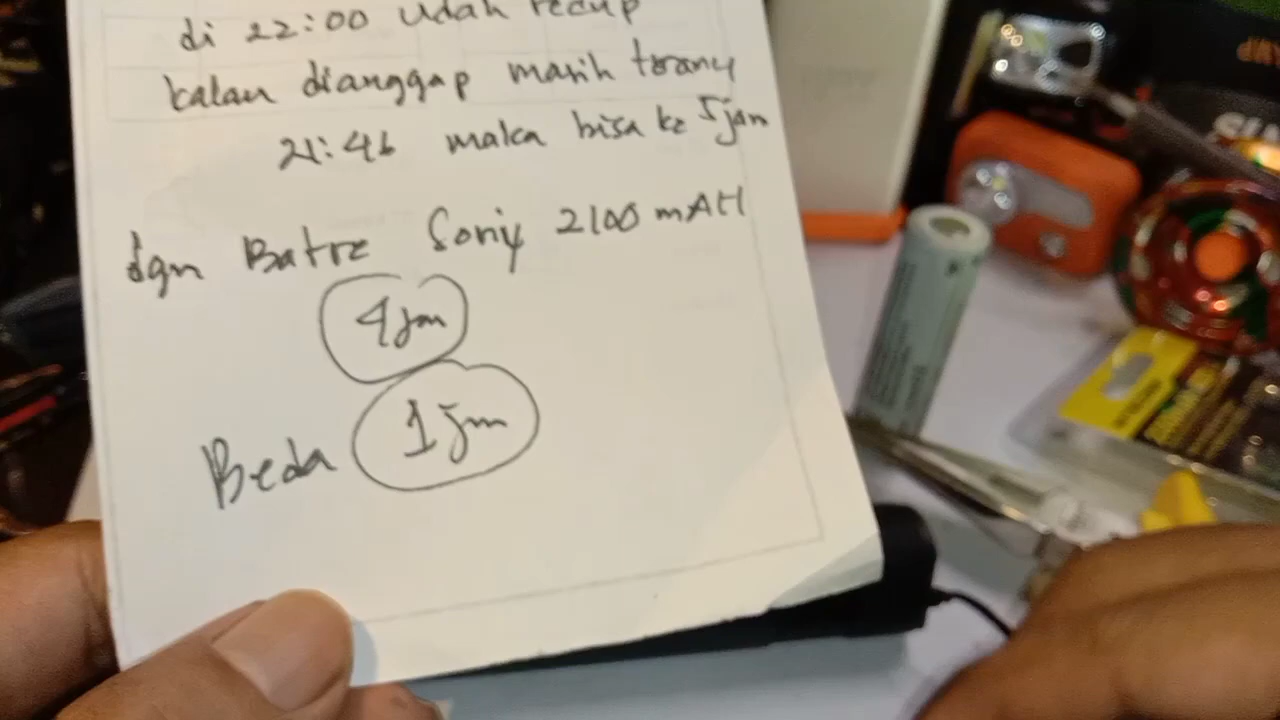 di 22:00 udah redup
kalau dianggap masih terang
21:46 maka bisa ke 5 jam
dgn Batre Soniy 2100 mAH
4 jam
Beda 1 jam